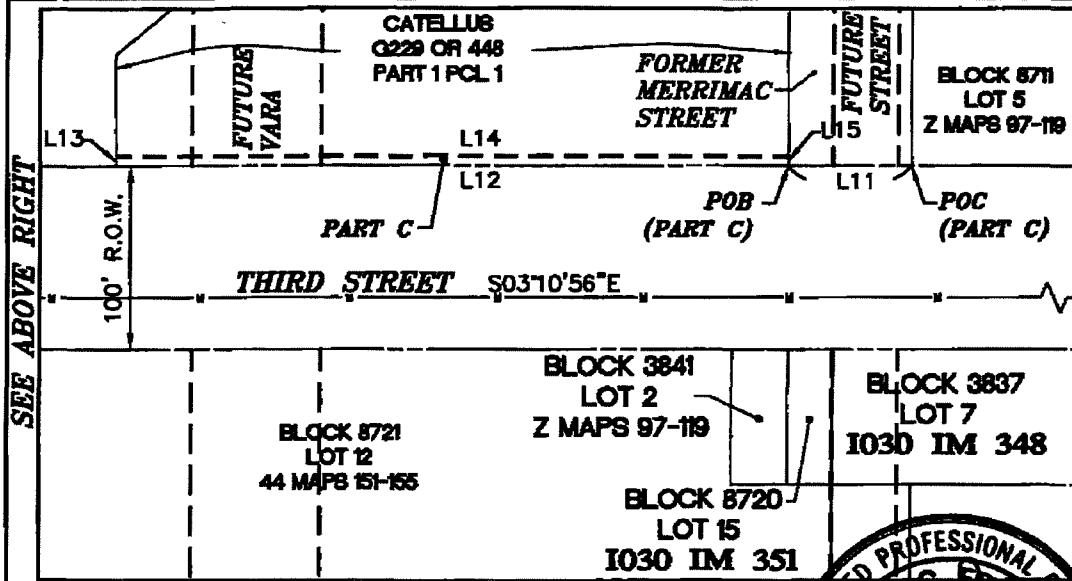 CATELLUS
G229 OR 448
PART 1 PCL 1
FUTURE
VARA
FORMER
MERRIMAC
STREET
FUTURE
STREET
BLOCK 8711
LOT 5
Z MAPS 97-119
L13
L14
L15
L12
L11
PART C
POB
(PART C)
POC
(PART C)
SEE ABOVE RIGHT
100' R.O.W.
THIRD STREET S03°10'56"E
BLOCK 3841
LOT 2
Z MAPS 97-119
BLOCK 3837
LOT 7
I030 IM 348
BLOCK 8721
LOT 12
44 MAPS 151-155
BLOCK 8720
LOT 15
I030 IM 351
PROFESSIONAL